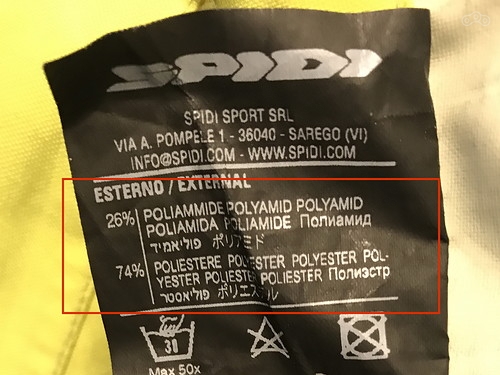 SPIDI
SPIDI SPORT SRL
VIA A. POMPELE 1 - 36040 - SAREGO (VI)
INFO@SPIDI.COM - WWW.SPIDI.COM
ESTERNO / EXTERNAL
26% POLIAMMIDE POLYAMID POLYAMID
POLIAMIDA POLIAMIDE Полиамид
פוליאמיד ポリアミド
74% POLIESTERE POLIESTER POLYESTER POL-
YESTER POLIESTER POLIESTER Полиэстр
פוליאסטר ポリエステル
30
Max 50x